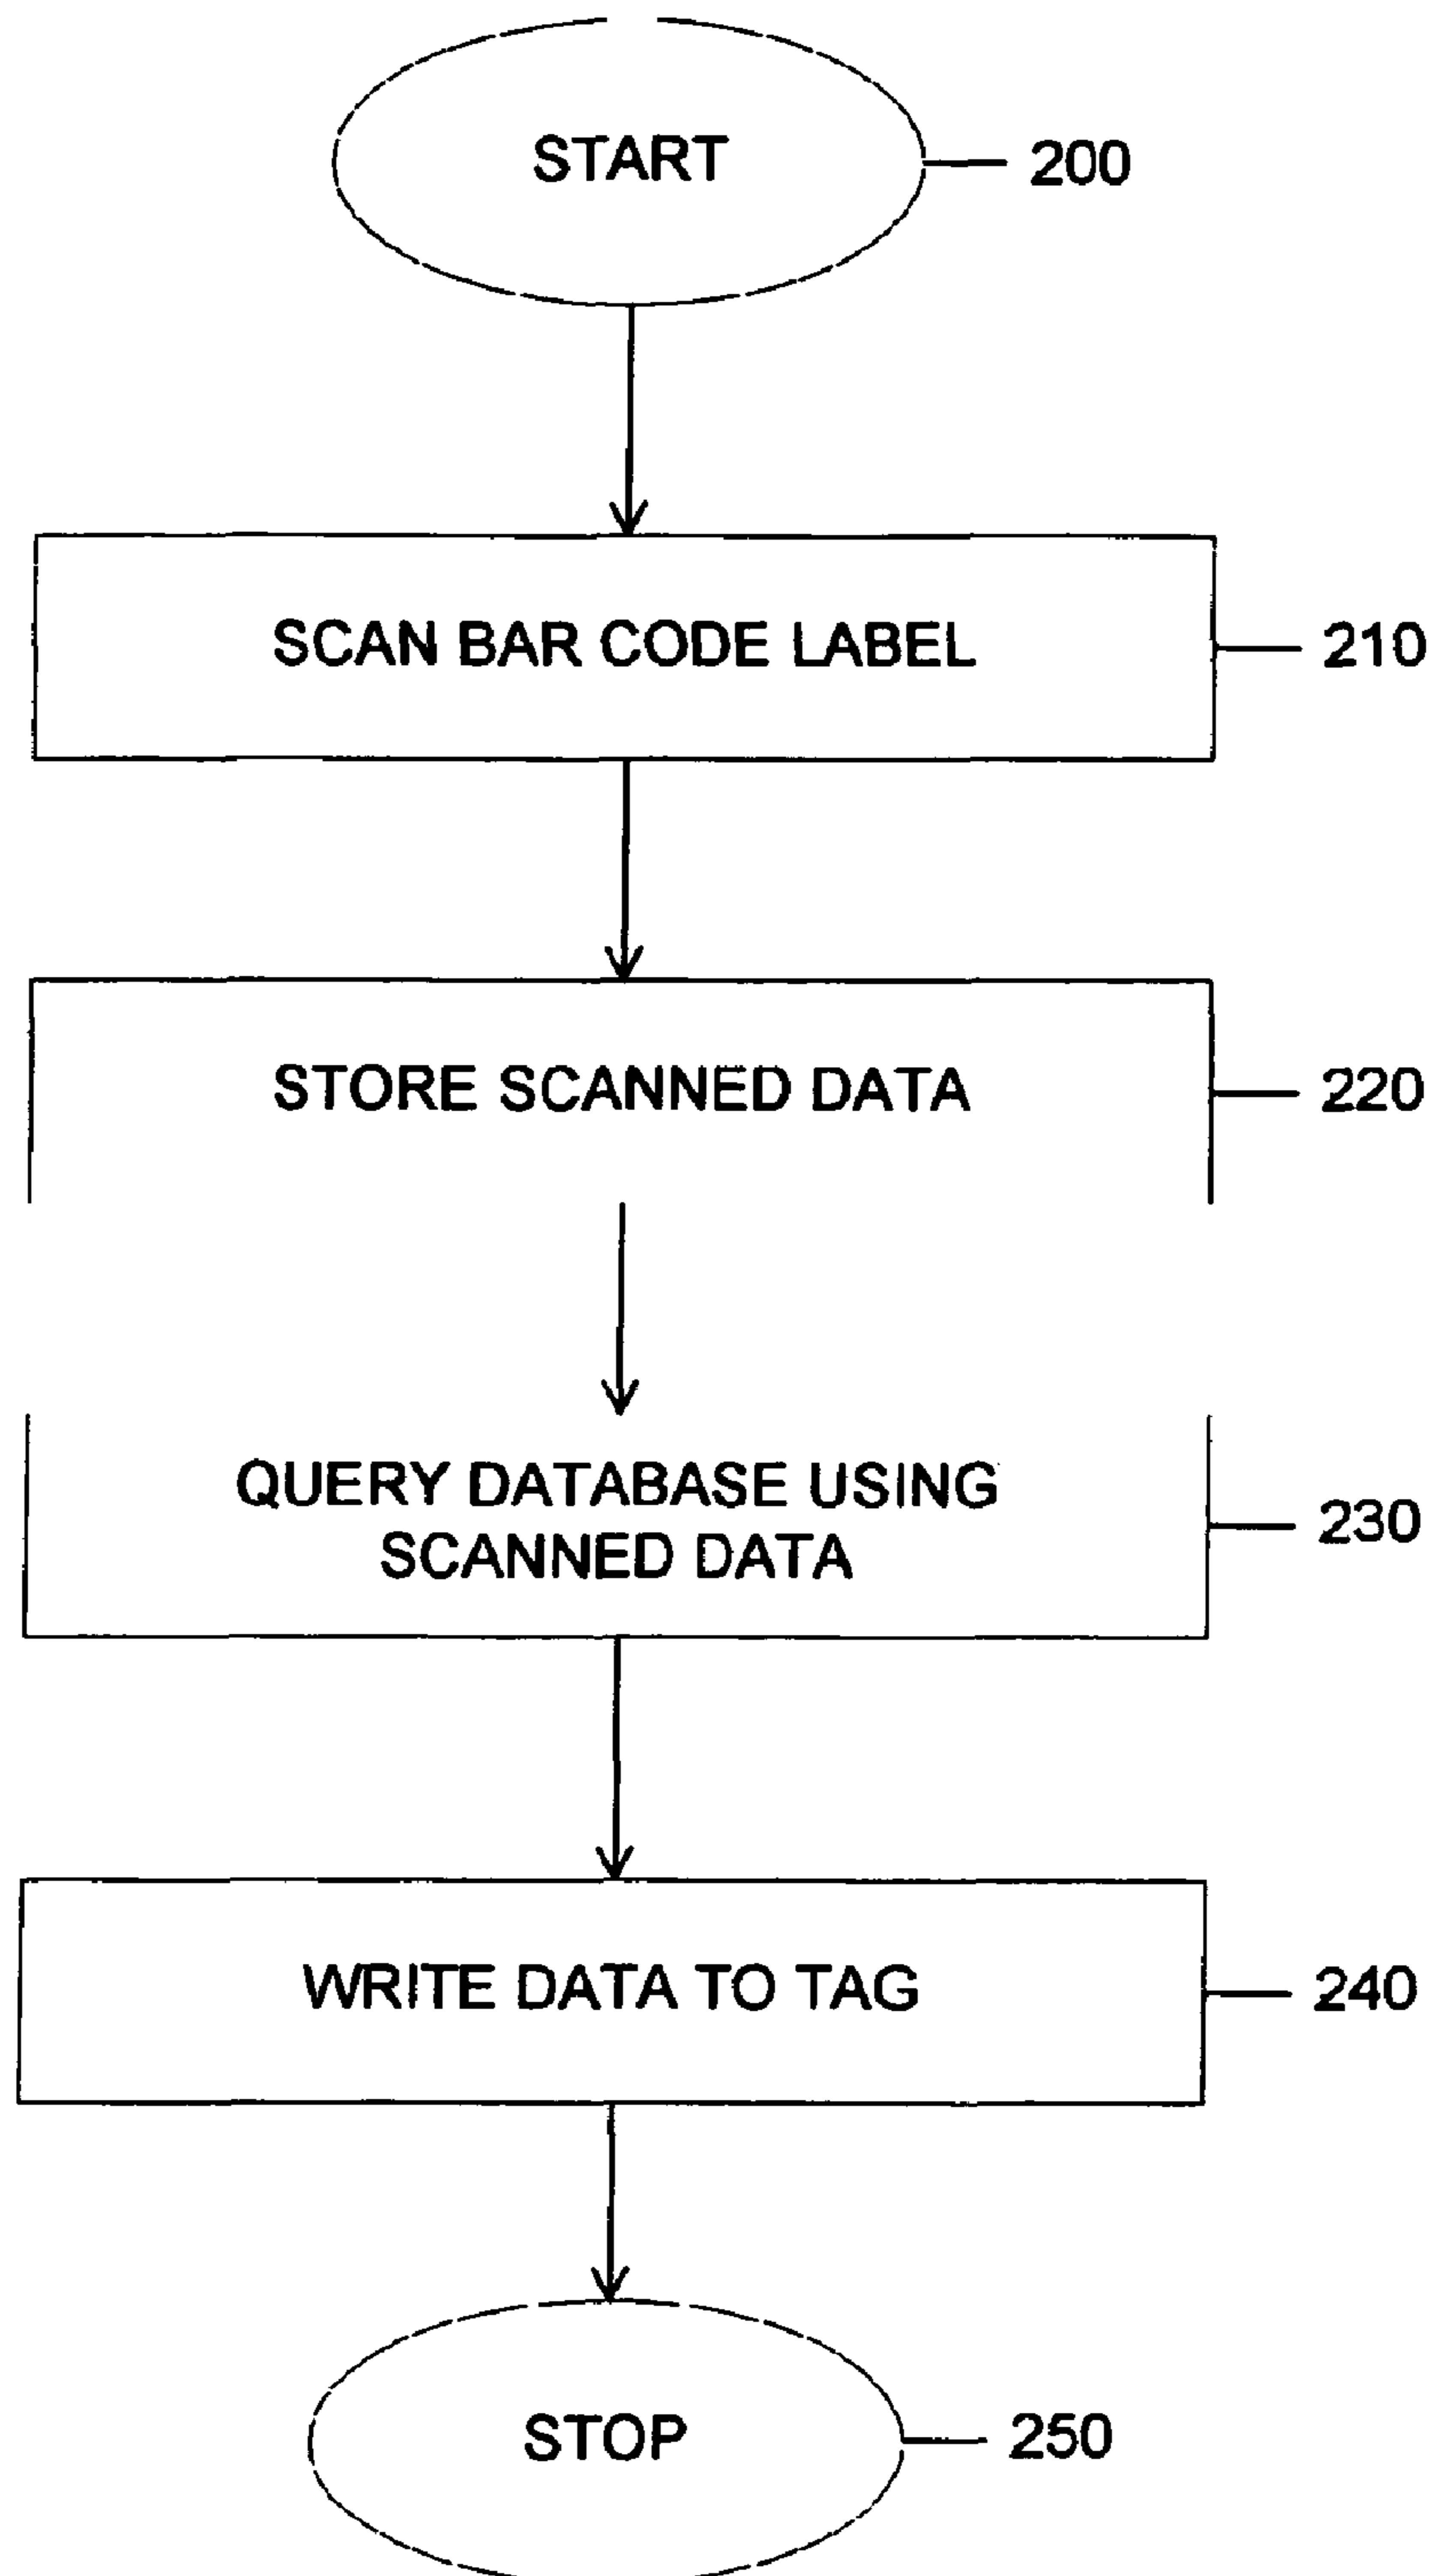 START
200
SCAN BAR CODE LABEL
210
STORE SCANNED DATA
220
QUERY DATABASE USING
SCANNED DATA
230
WRITE DATA TO TAG
240
STOP
250